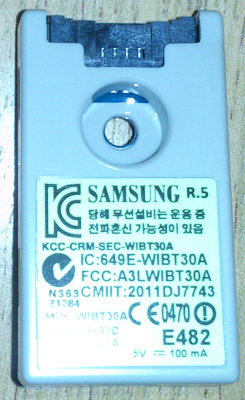 SAMSUNG R.5
당해 무선설비는 운용 중
전파혼신 가능성이 있음
KCC-CRM-SEC-WIBT30A
IC:649E-WIBT30A
FCC:A3LWIBT30A
N363 CMIIT:2011DJ7743
Z1284
WIBT30A CE0470
E482
5V 100 mA